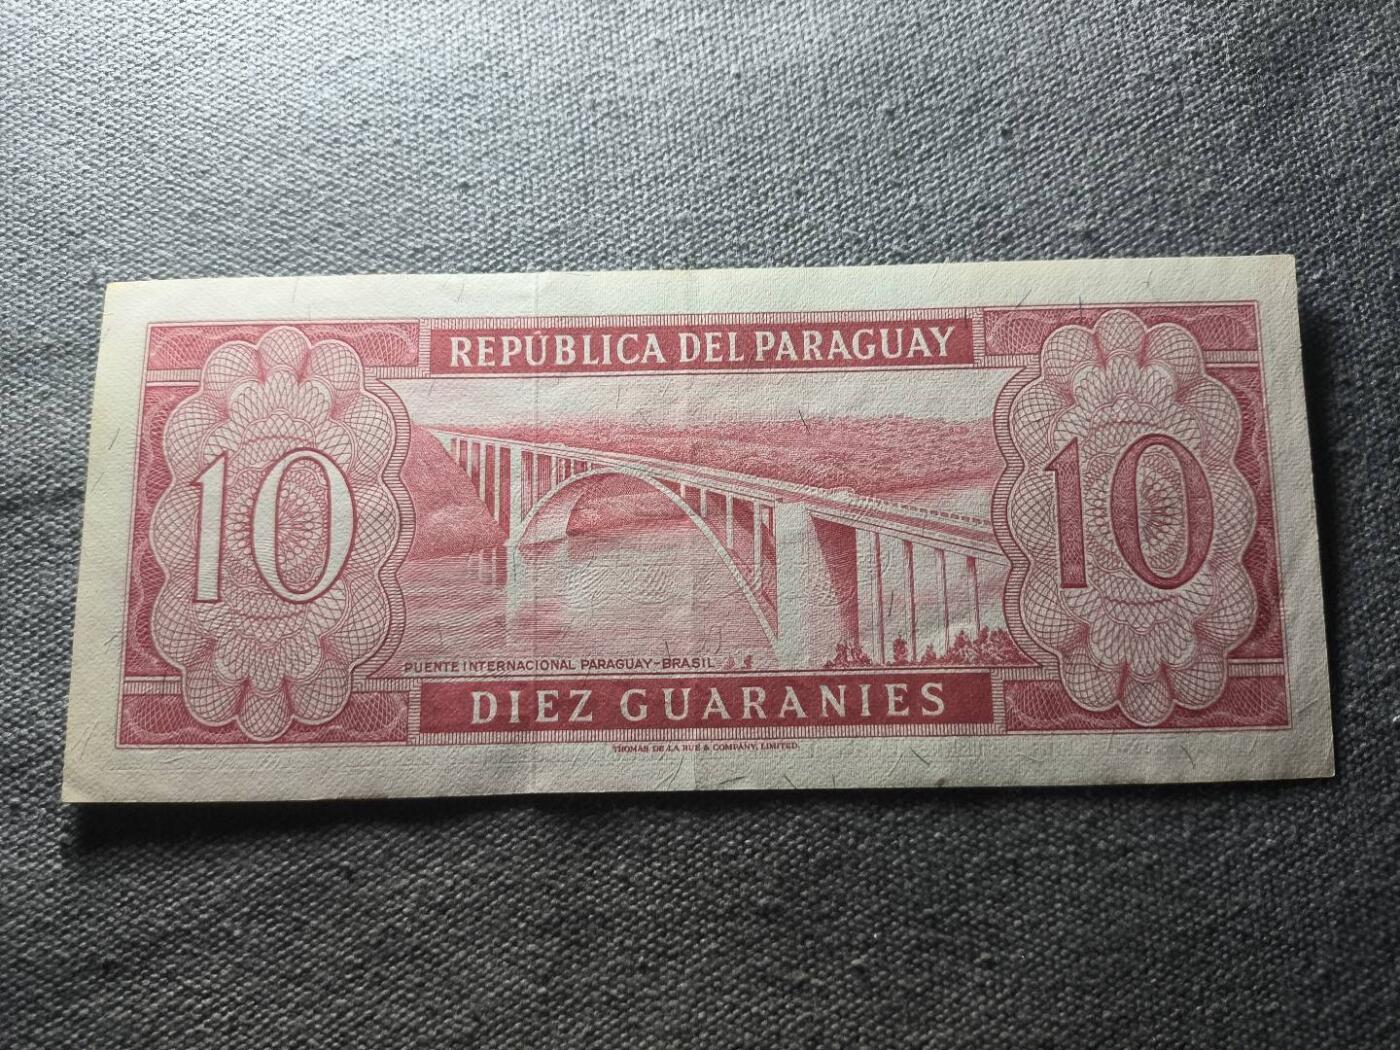 REPÚBLICA DEL PARAGUAY
10
10
PUENTE INTERNACIONAL PARAGUAY-BRASIL
DIEZ GUARANIES
THOMAS DE LA RUE & COMPANY, LIMITED.